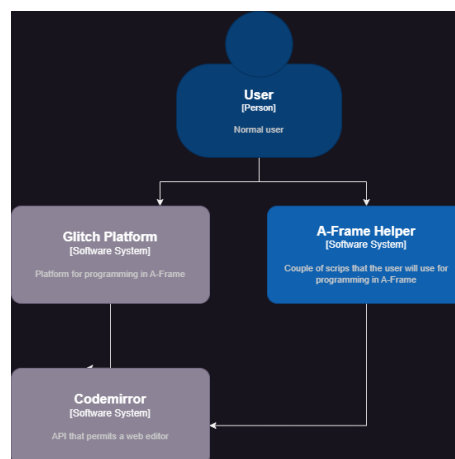 User
[Person]
Normal user
Glitch Platform
[Software System]
Platform for programming in A-Frame
A-Frame Helper
[Software System]
Couple of scrips that the user will use for
programming in A-Frame
Codemirror
[Software System]
API that permits a web editor